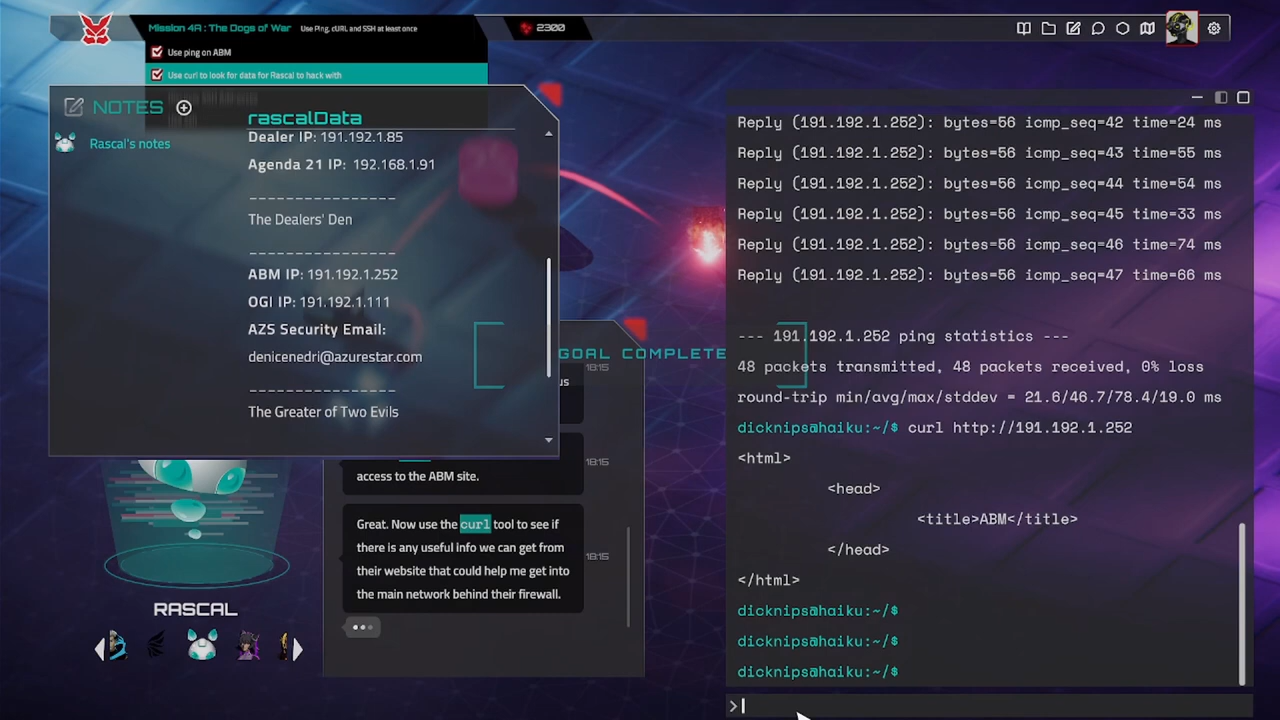 Mission 4A : The Dogs of War Use Ping, cURL and SSH at least once
2300
Use ping on ABM
Use curl to look for data for Rascal to hack with
NOTES
Rascal's notes
rascalData
Dealer IP: 191.192.1.85
Agenda 21 IP: 192.168.1.91
----------------
The Dealers' Den
----------------
ABM IP: 191.192.1.252
OGI IP: 191.192.1.111
AZS Security Email:
denicenedri@azurestar.com
----------------
The Greater of Two Evils
GOAL COMPLETE
18:15
us
18:15
access to the ABM site.
Great. Now use the curl tool to see if
there is any useful info we can get from
their website that could help me get into
the main network behind their firewall.
18:15
RASCAL
Reply (191.192.1.252): bytes=56 icmp_seq=42 time=24 ms
Reply (191.192.1.252): bytes=56 icmp_seq=43 time=55 ms
Reply (191.192.1.252): bytes=56 icmp_seq=44 time=54 ms
Reply (191.192.1.252): bytes=56 icmp_seq=45 time=33 ms
Reply (191.192.1.252): bytes=56 icmp_seq=46 time=74 ms
Reply (191.192.1.252): bytes=56 icmp_seq=47 time=66 ms
--- 191.192.1.252 ping statistics ---
48 packets transmitted, 48 packets received, 0% loss
round-trip min/avg/max/stddev = 21.6/46.7/78.4/19.0 ms
dicknips@haiku:~/$ curl http://191.192.1.252
<html>
<head>
<title>ABM</title>
</head>
</html>
dicknips@haiku:~/$
dicknips@haiku:~/$
dicknips@haiku:~/$
>